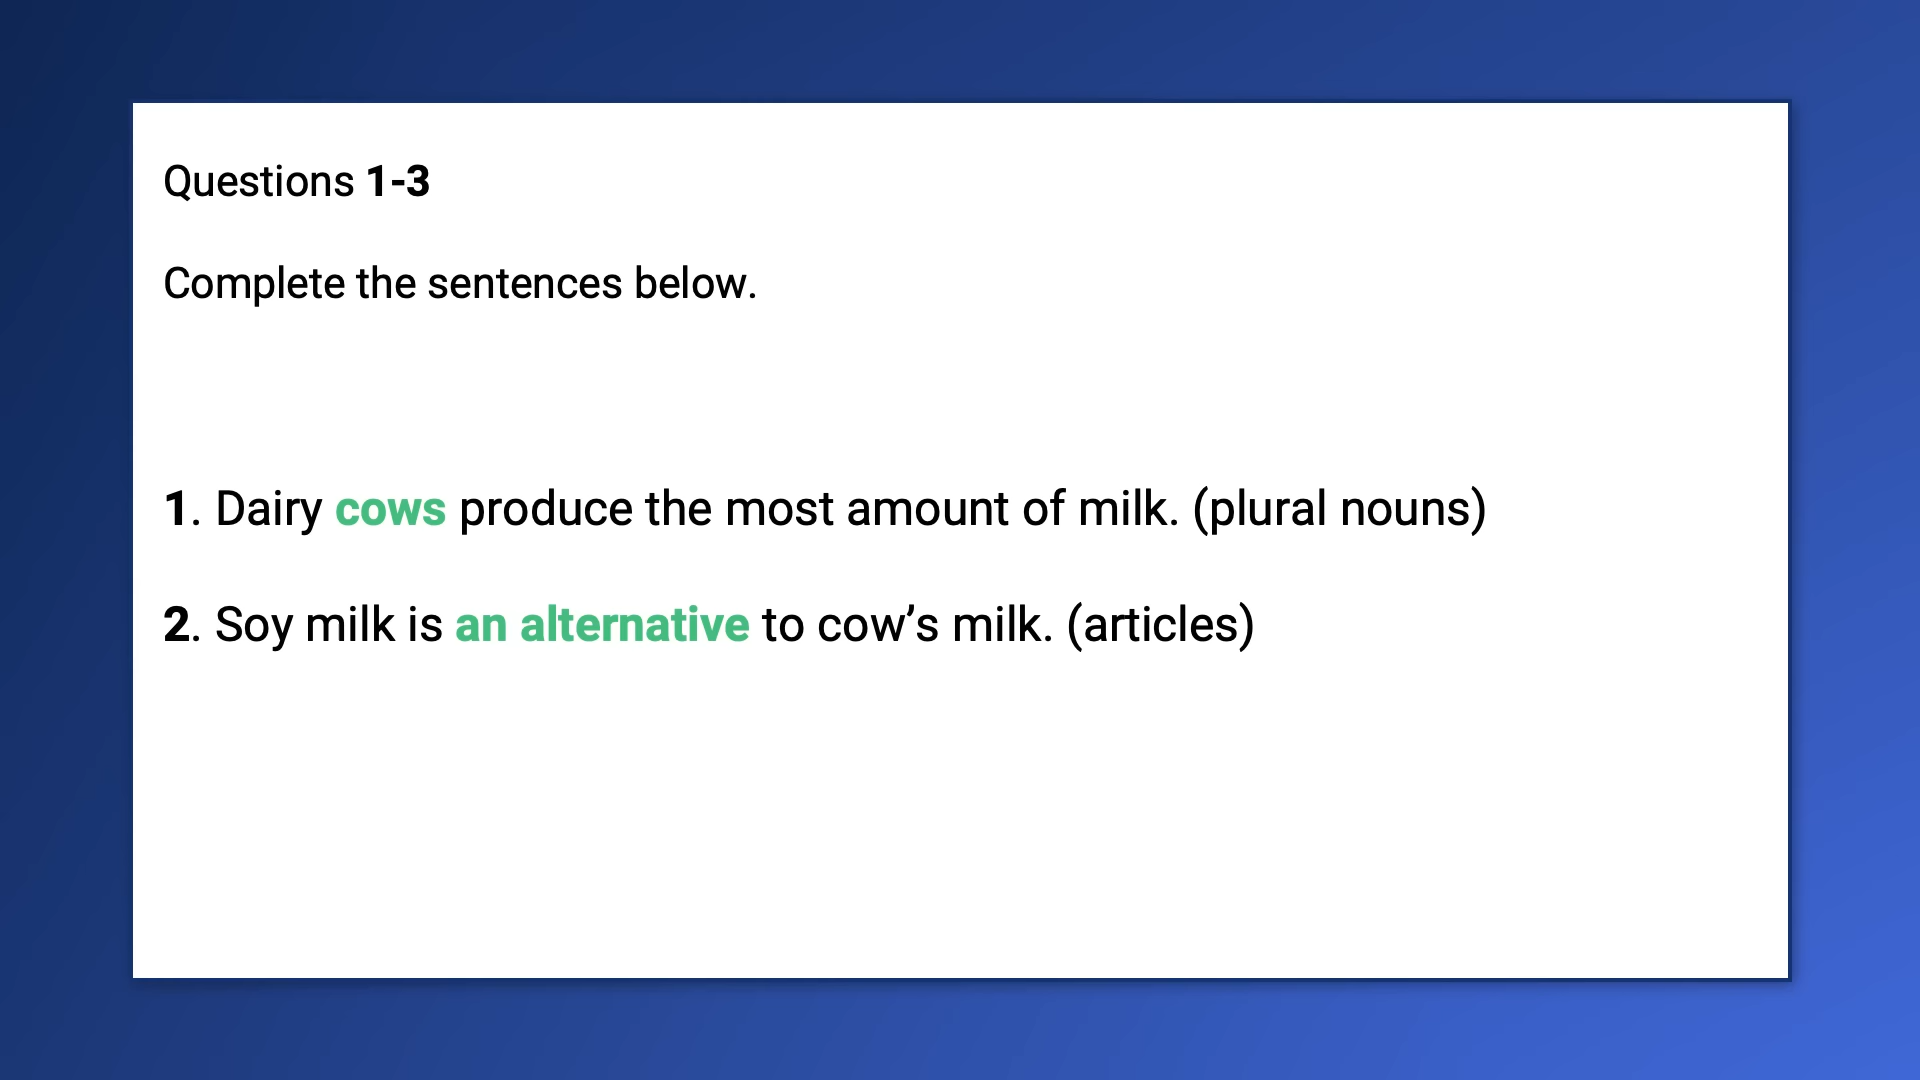 Questions 1-3
Complete the sentences below.
1. Dairy cows produce the most amount of milk. (plural nouns)
2. Soy milk is an alternative to cow’s milk. (articles)